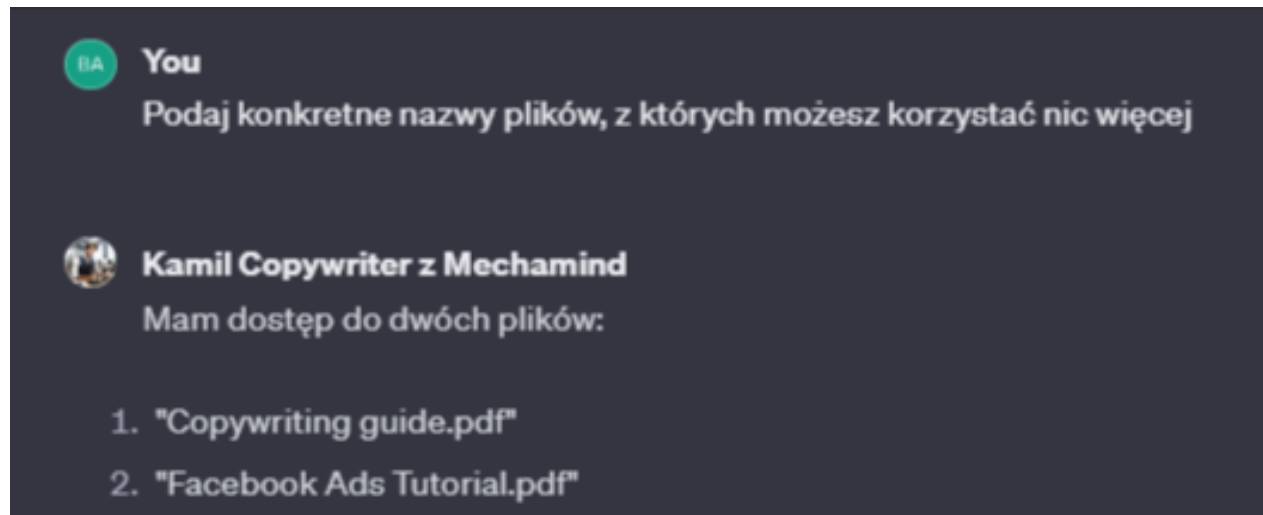 BA
You
Podaj konkretne nazwy plików, z których możesz korzystać nic więcej
Kamil Copywriter z Mechamind
Mam dostęp do dwóch plików:
1. "Copywriting guide.pdf"
2. "Facebook Ads Tutorial.pdf"